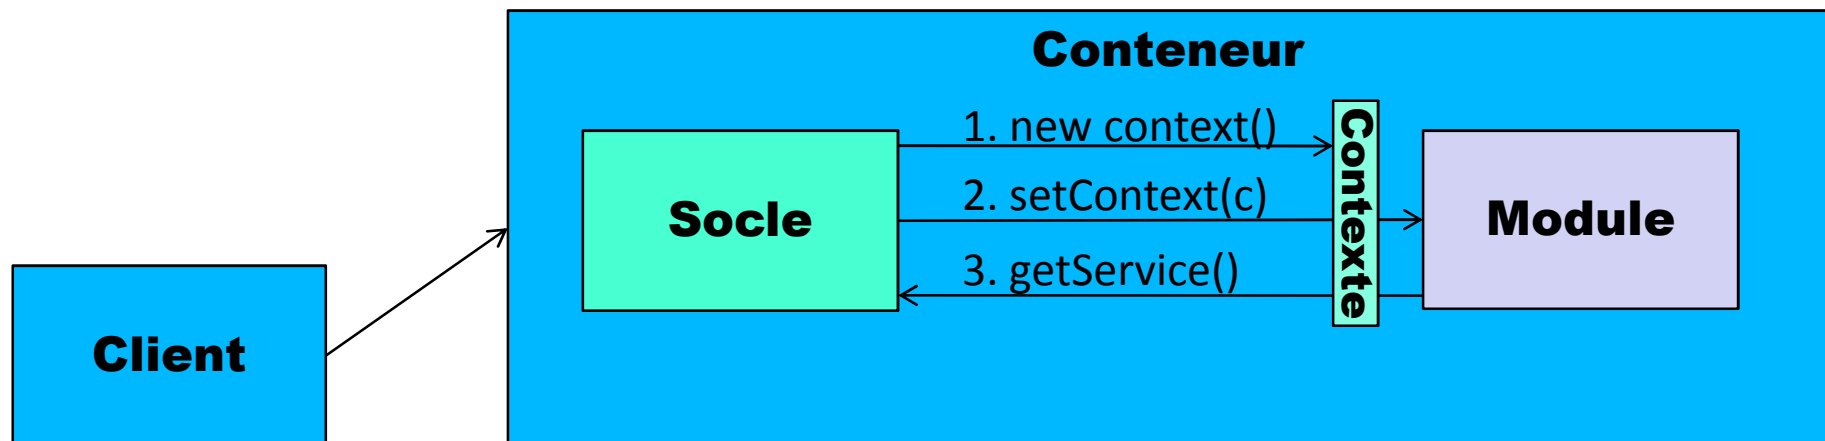 Conteneur
1. new context()
2. setContext(c)
3. getService()
Socle
Contexte
Module
Client